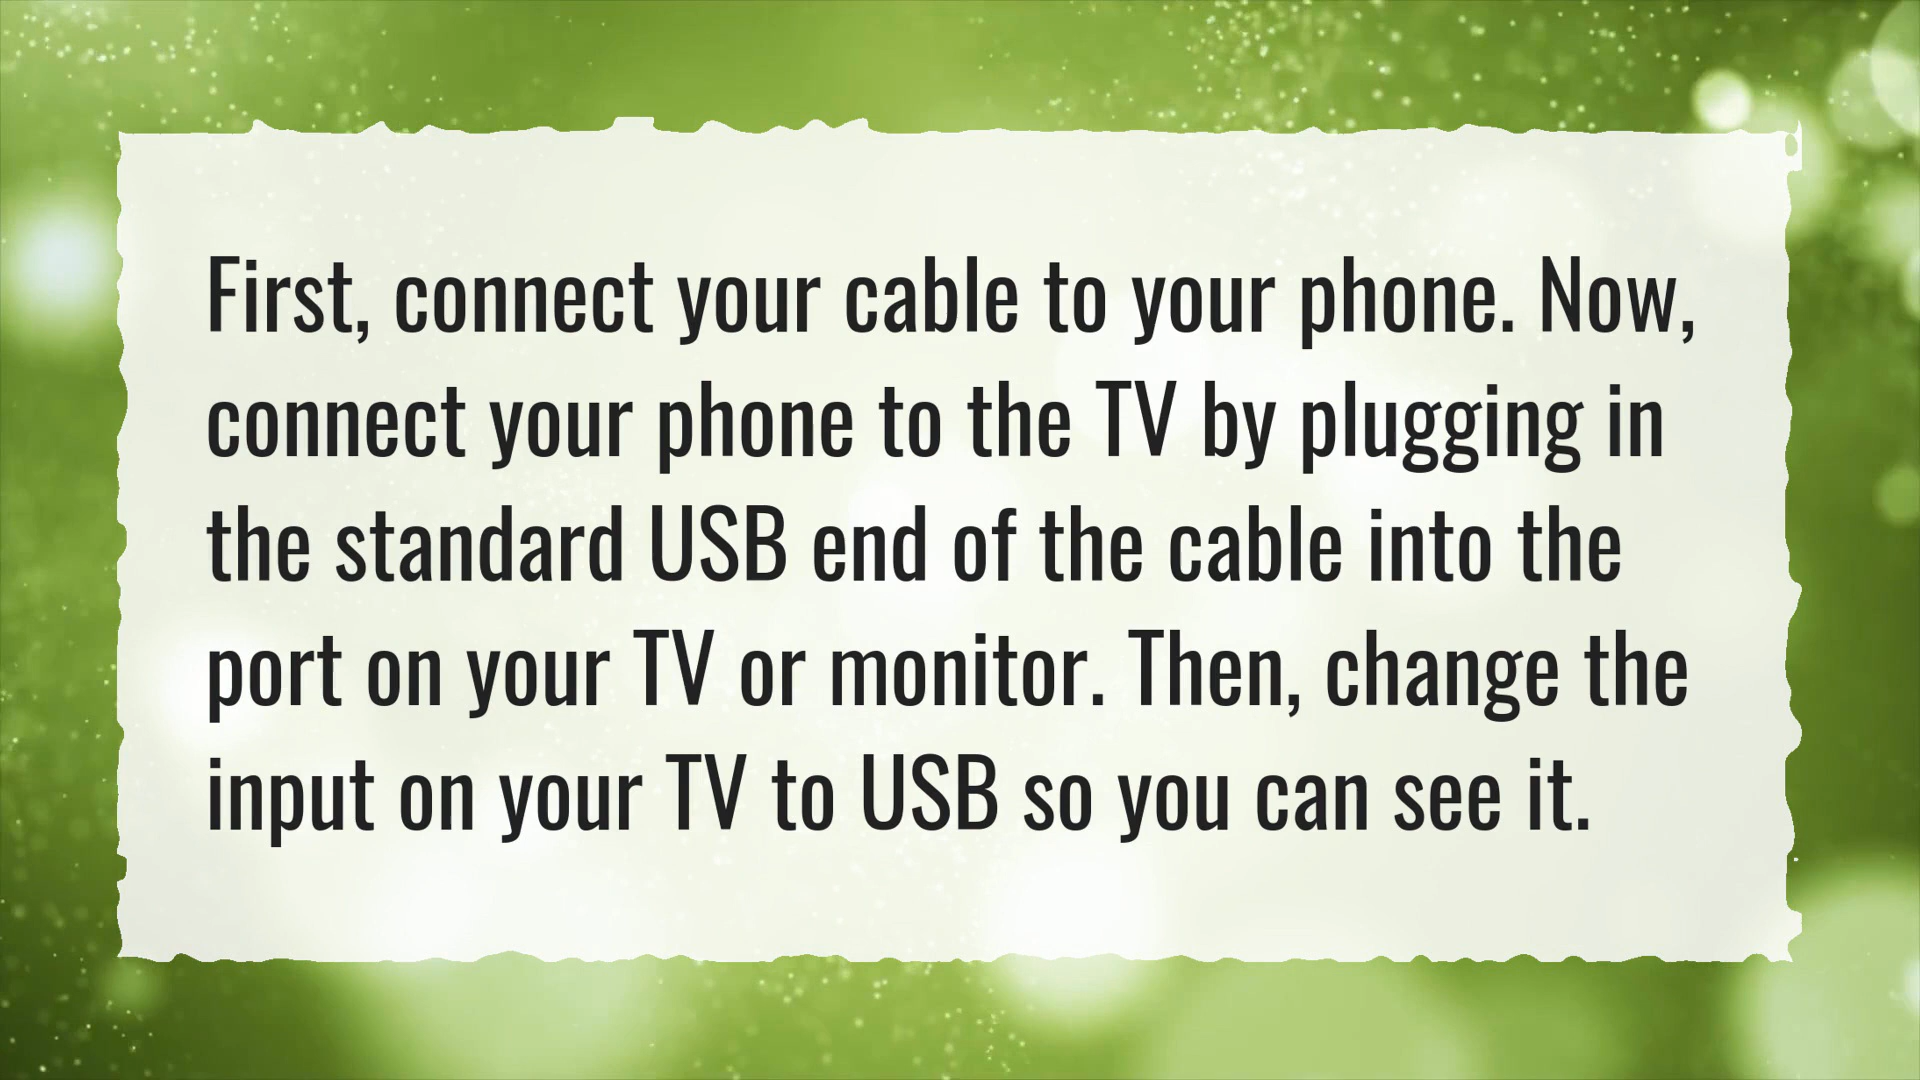 First, connect your cable to your phone. Now,
connect your phone to the TV by plugging in
the standard USB end of the cable into the
port on your TV or monitor. Then, change the
input on your TV to USB so you can see it.